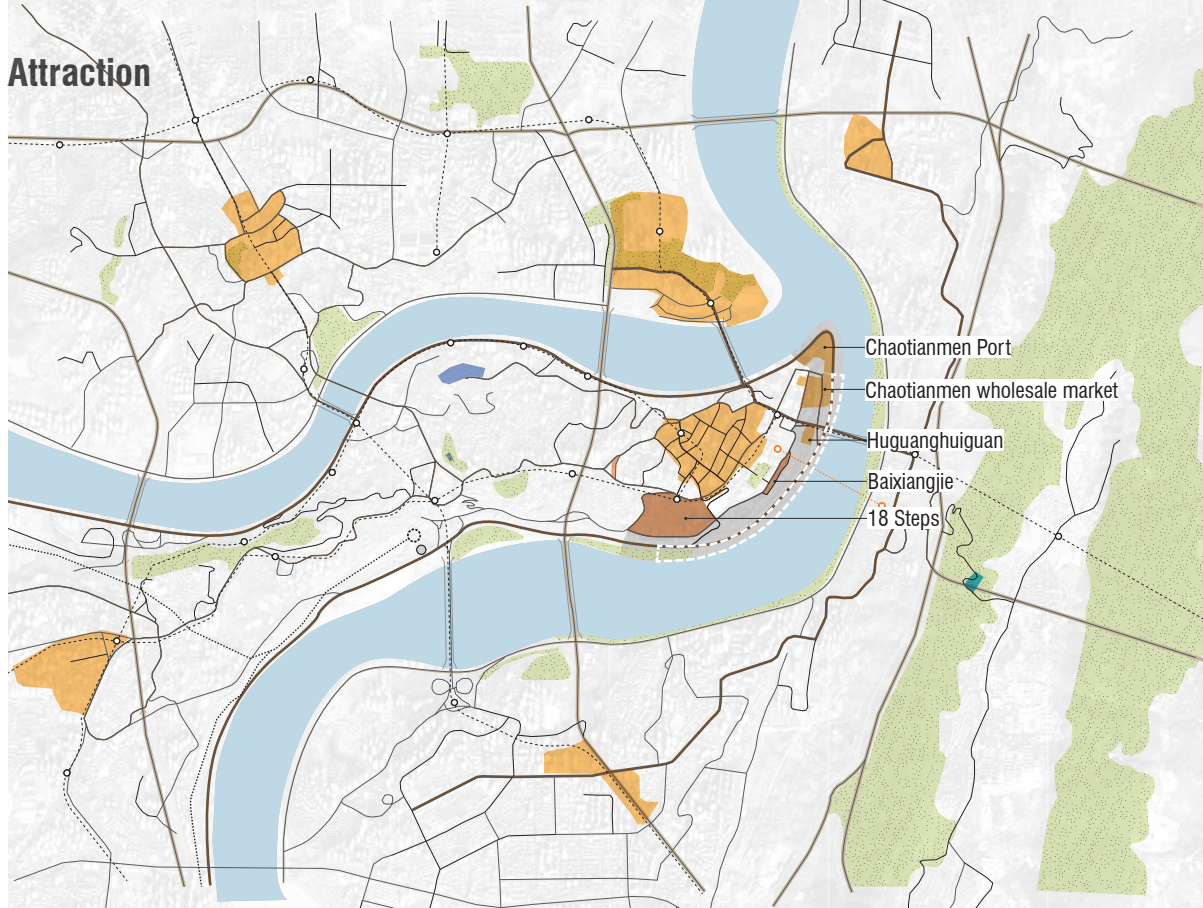 Attraction
Chaotianmen Port
Chaotianmen wholesale market
Huguanghuiguan
Baixiangjie
18 Steps